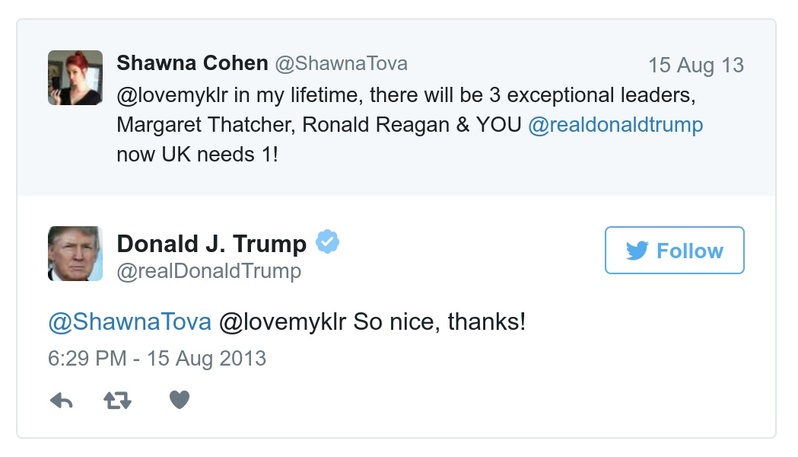 Shawna Cohen @ShawnaTova 15 Aug 13
@lovemyklr in my lifetime, there will be 3 exceptional leaders,
Margaret Thatcher, Ronald Reagan & YOU @realdonaldtrump
now UK needs 1!
Donald J. Trump
@realDonaldTrump
Follow
@ShawnaTova @lovemyklr So nice, thanks!
6:29 PM - 15 Aug 2013